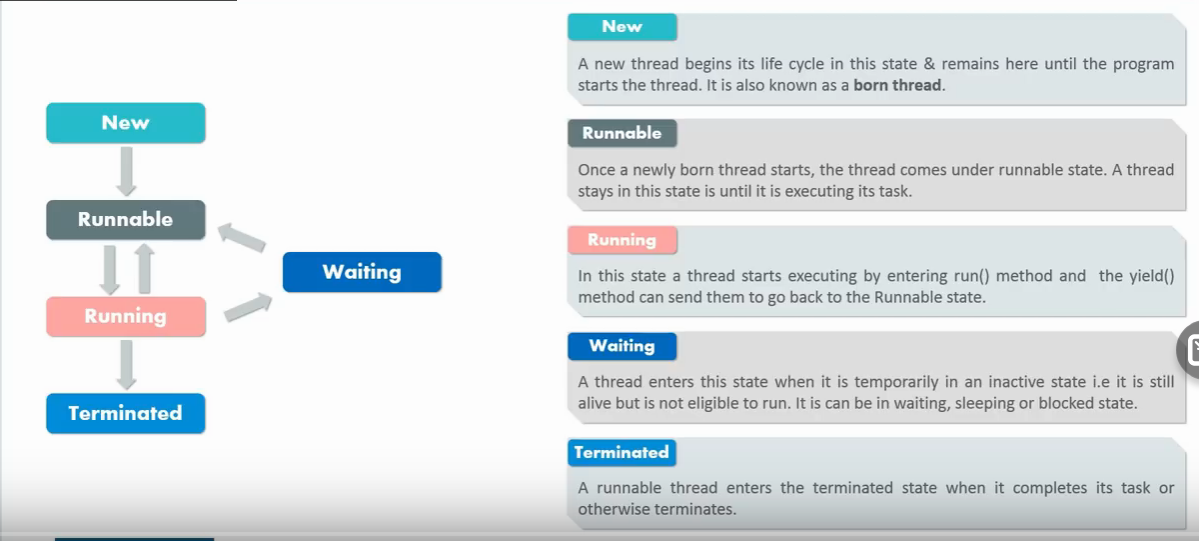 New
Runnable
Waiting
Running
Terminated
New
A new thread begins its life cycle in this state & remains here until the program
starts the thread. It is also known as a born thread.
Runnable
Once a newly born thread starts, the thread comes under runnable state. A thread
stays in this state is until it is executing its task.
Running
In this state a thread starts executing by entering run() method and the yield()
method can send them to go back to the Runnable state.
Waiting
A thread enters this state when it is temporarily in an inactive state i.e it is still
alive but is not eligible to run. It is can be in waiting, sleeping or blocked state.
Terminated
A runnable thread enters the terminated state when it completes its task or
otherwise terminates.